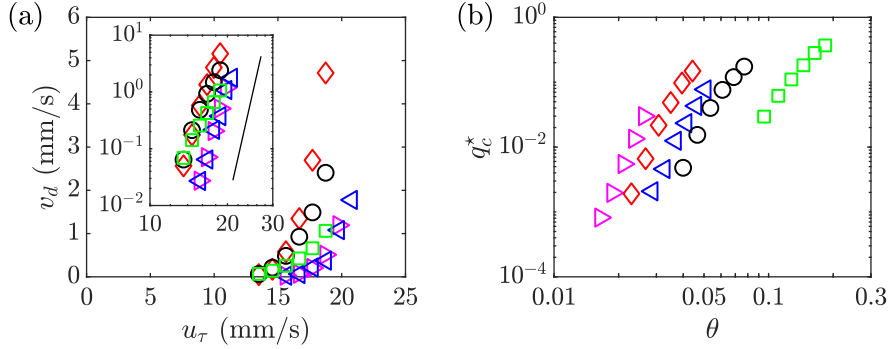 (a)
v_d (mm/s)
6
5
4
3
2
1
0
10^1
10^0
10^{-1}
10^{-2}
10 20 30
0 5 10 15 20 25
u_τ (mm/s)
(b)
q_c^⋆
10^0
10^{-2}
10^{-4}
0.01 0.05 0.1 0.3
θ